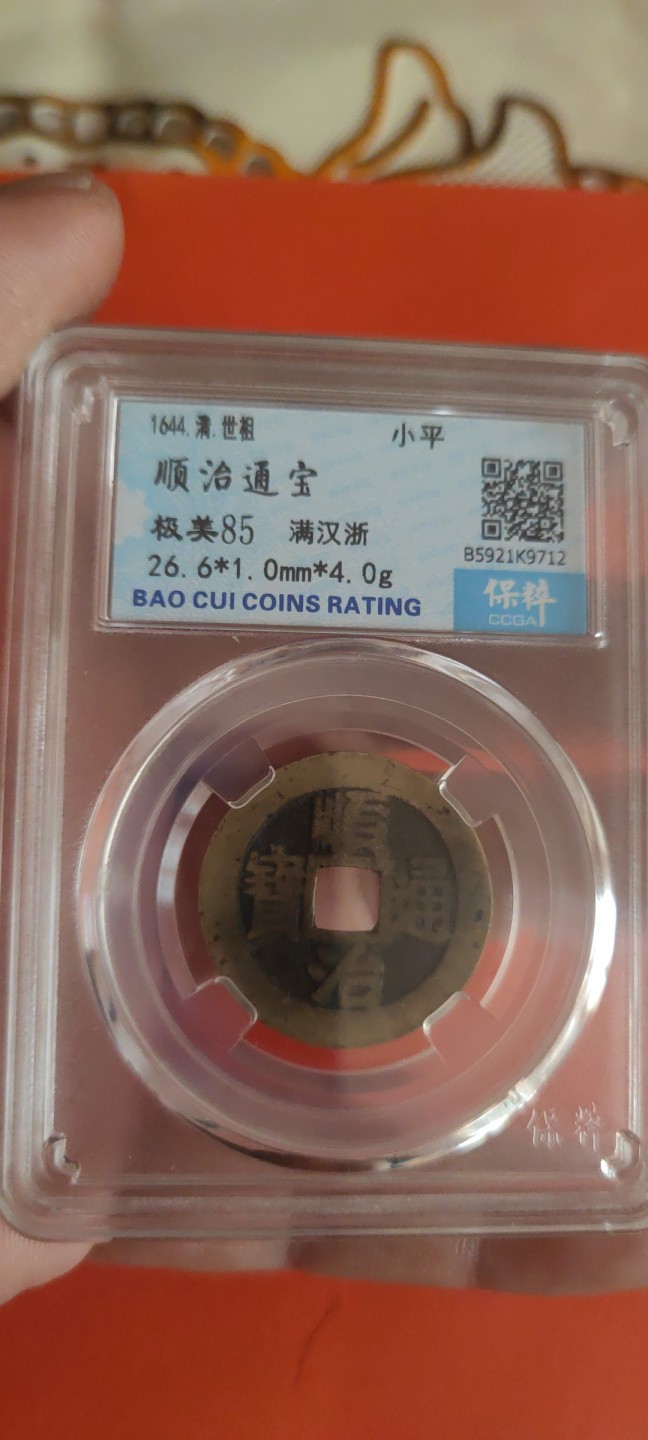 1644.清.世祖 小平
顺治通宝
极美85 满汉浙
26.6*1.0mm*4.0g
B5921K9712
BAO CUI COINS RATING
保粹
CCGA
順
寶 通
治
保粹